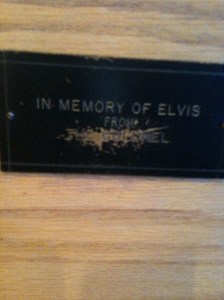 IN MEMORY OF ELVIS
FROM